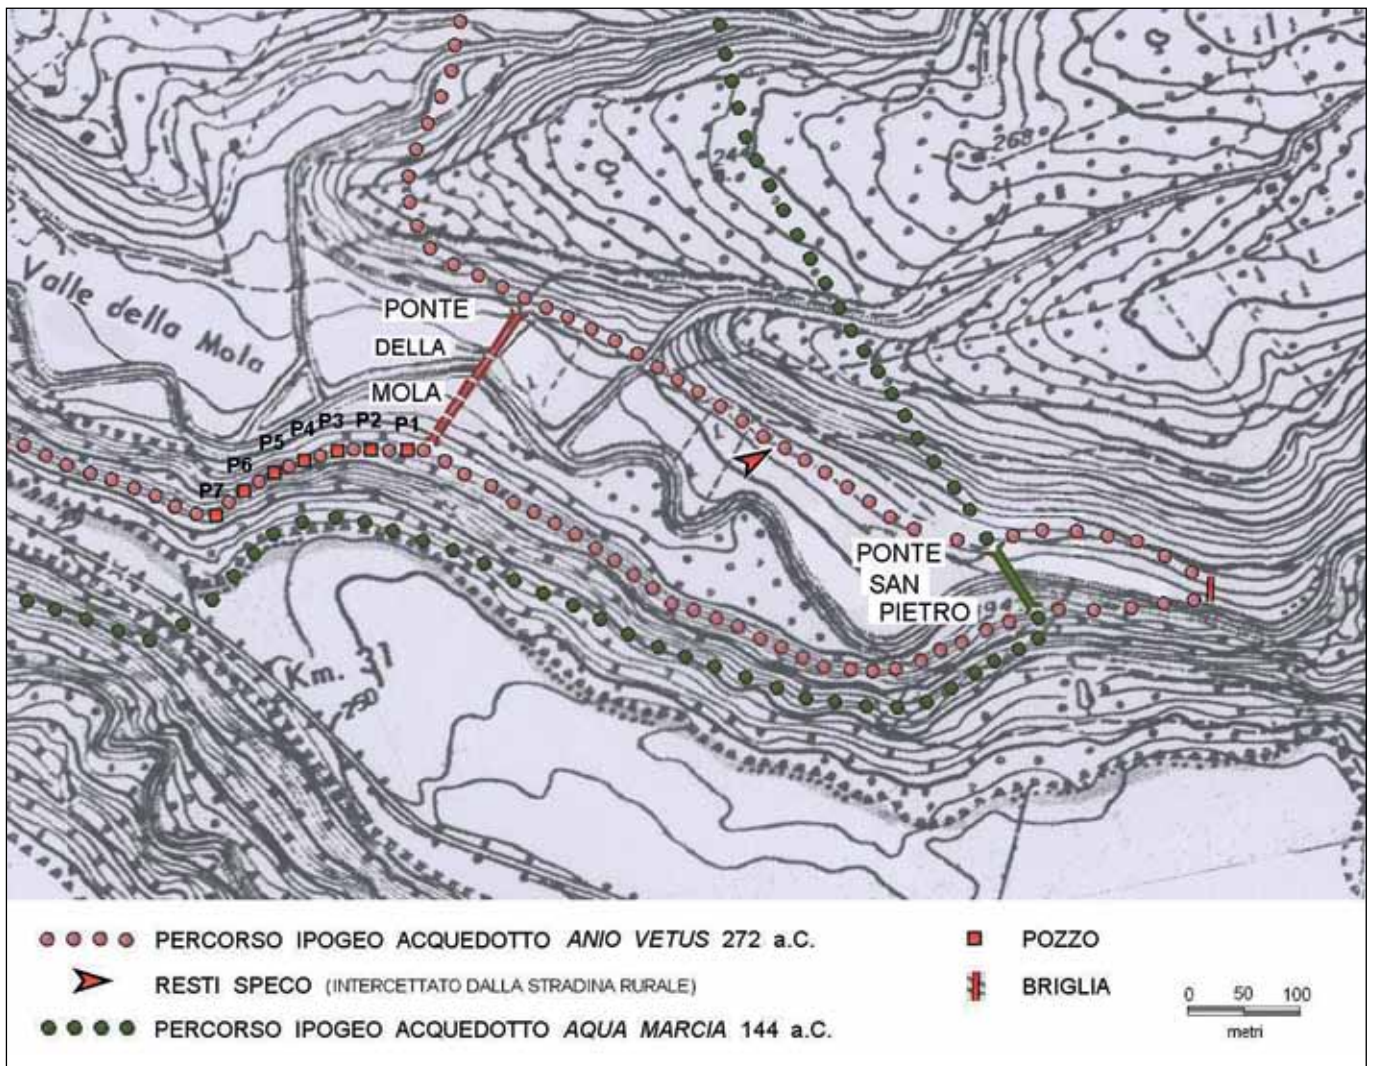 24
268
Valle della Mola
PONTE
DELLA
MOLA
P1
P2
P3
P4
P5
P6
P7
PONTE
SAN
PIETRO
194
Km. 31
250
PERCORSO IPOGEO ACQUEDOTTO ANIO VETUS 272 a.C.
RESTI SPECO (INTERCETTATO DALLA STRADINA RURALE)
PERCORSO IPOGEO ACQUEDOTTO AQUA MARCIA 144 a.C.
POZZO
BRIGLIA
0 50 100
metri